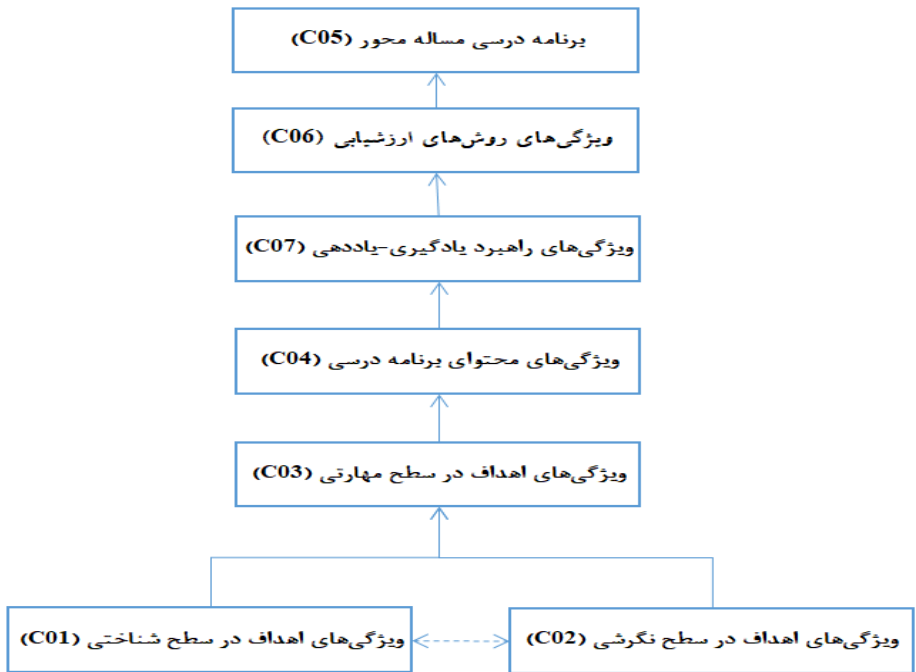 برنامه درسی مساله محور (C05)
ویژگی‌های روش‌های ارزشیابی (C06)
ویژگی‌های راهبرد یادگیری-یاددهی (C07)
ویژگی‌های محتوای برنامه درسی (C04)
ویژگی‌های اهداف در سطح مهارتی (C03)
ویژگی‌های اهداف در سطح نگرشی (C02)
ویژگی‌های اهداف در سطح شناختی (C01)